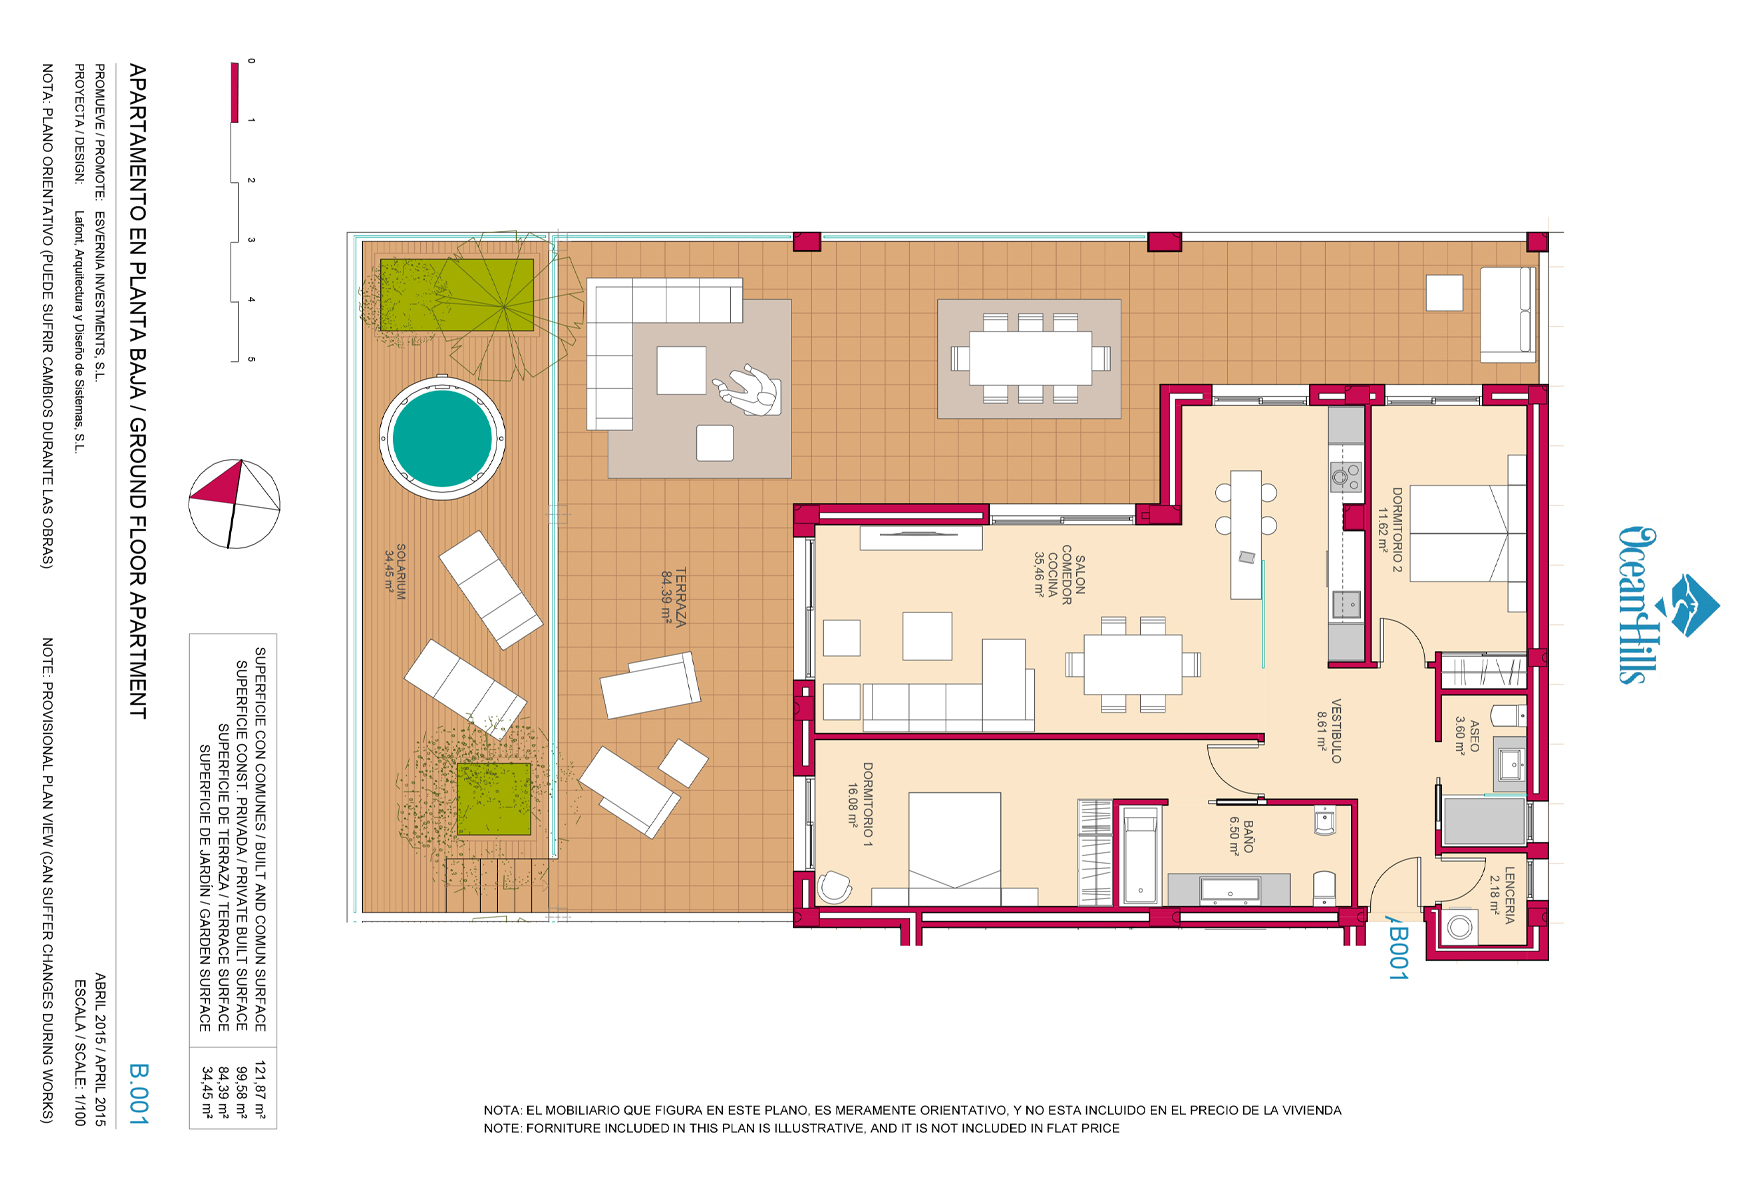 OceanHills
DORMITORIO 2
11.62 m²
ASEO
3.60 m²
LENCERIA
2.18 m²
VESTIBULO
8.61 m²
SALON
COMEDOR
COCINA
35,46 m²
BAÑO
6.50 m²
DORMITORIO 1
16.08 m²
AB001
TERRAZA
84.39 m²
SOLARIUM
34,45 m²
0
1
2
3
4
5
SUPERFICIE CON COMUNES / BUILT AND COMUN SURFACE 121,87 m²
SUPERFICIE CONST. PRIVADA / PRIVATE BUILT SURFACE 99,58 m²
SUPERFICIE DE TERRAZA / TERRACE SURFACE 84,39 m²
SUPERFICIE DE JARDÍN / GARDEN SURFACE 34,45 m²
APARTAMENTO EN PLANTA BAJA / GROUND FLOOR APARTMENT B.001
PROMUEVE / PROMOTE: ESVERNIA INVESTMENTS, S.L. ABRIL 2015 / APRIL 2015
PROYECTA / DESIGN: Lafont, Arquitectura y Diseño de Sistemas, S.L. ESCALA / SCALE: 1/100
NOTA: PLANO ORIENTATIVO (PUEDE SUFRIR CAMBIOS DURANTE LAS OBRAS) NOTE: PROVISIONAL PLAN VIEW (CAN SUFFER CHANGES DURING WORKS)
NOTA: EL MOBILIARIO QUE FIGURA EN ESTE PLANO, ES MERAMENTE ORIENTATIVO, Y NO ESTA INCLUIDO EN EL PRECIO DE LA VIVIENDA
NOTE: FORNITURE INCLUDED IN THIS PLAN IS ILLUSTRATIVE, AND IT IS NOT INCLUDED IN FLAT PRICE